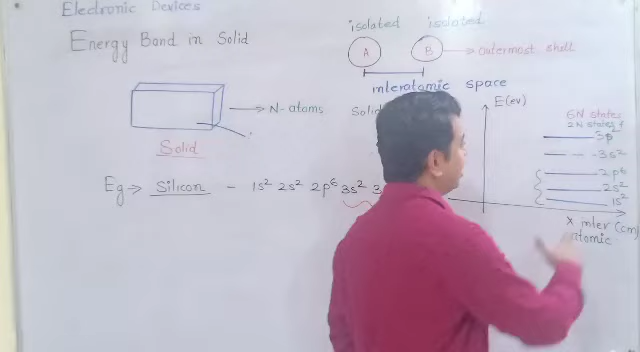 Electronic Devices
Energy Band in Solid
isolated isolated
A B → outermost shell
interatomic space
→ N-atoms
Solid
Solid
Eg → Silicon - 1s² 2s² 2p⁶ 3s² 3
E (ev)
6N states
2N states
3p
3s²
2p⁶
2s²
1s²
x inter (cm)
atomic